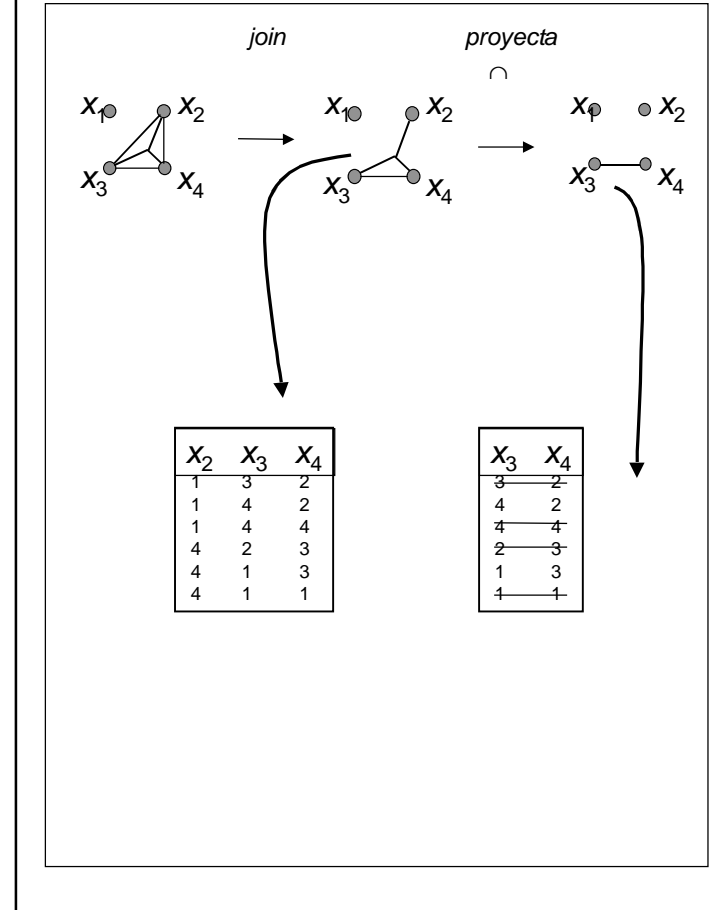 join proyecta
∩
x1 x2 x1 x2 x1 x2
x3 x4 x3 x4 x3 x4
x2 x3 x4
1 3 2
1 4 2
1 4 4
4 2 3
4 1 3
4 1 1
x3 x4
3 2
4 2
4 4
2 3
1 3
1 1